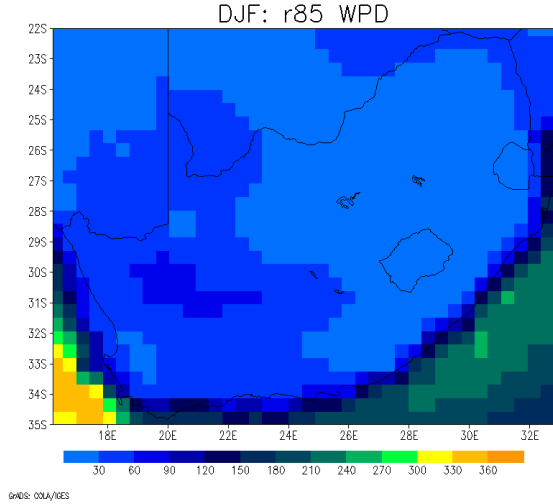 DJF: r85 WPD
22S
23S
24S
25S
26S
27S
28S
29S
30S
31S
32S
33S
34S
35S
18E 20E 22E 24E 26E 28E 30E 32E
30 60 90 120 150 180 210 240 270 300 330 360
GrADS: COLA/IGES